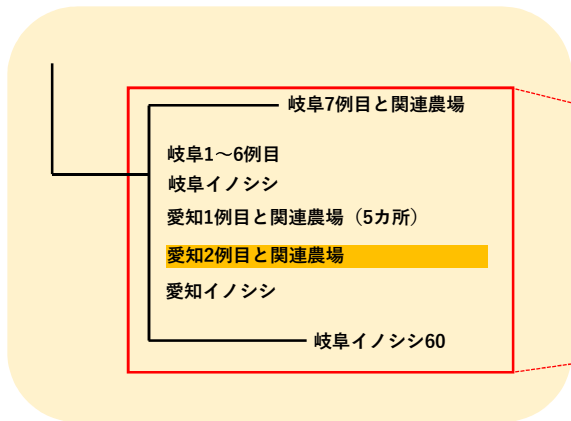 岐阜7例目と関連農場
岐阜1～6例目
岐阜イノシシ
愛知1例目と関連農場（5カ所）
愛知2例目と関連農場
愛知イノシシ
岐阜イノシシ60